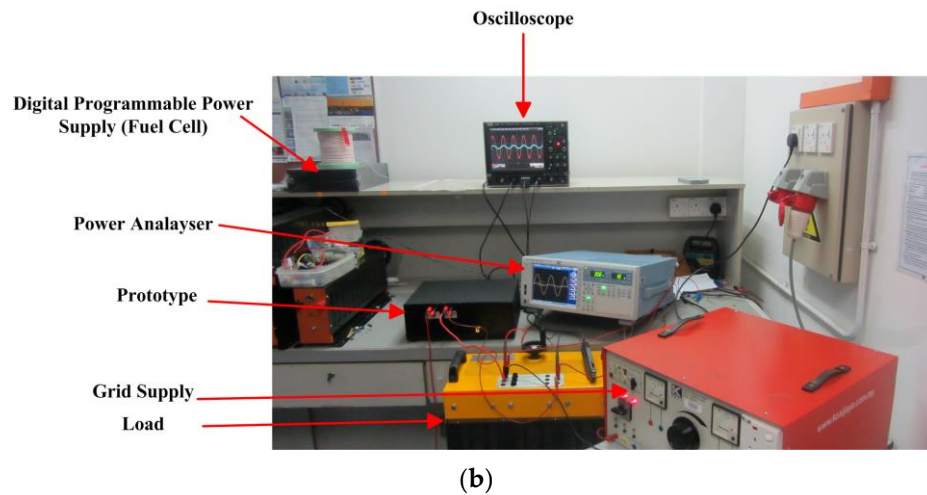 Oscilloscope
Digital Programmable Power
Supply (Fuel Cell)
Power Analayser
Prototype
Grid Supply
Load
(b)